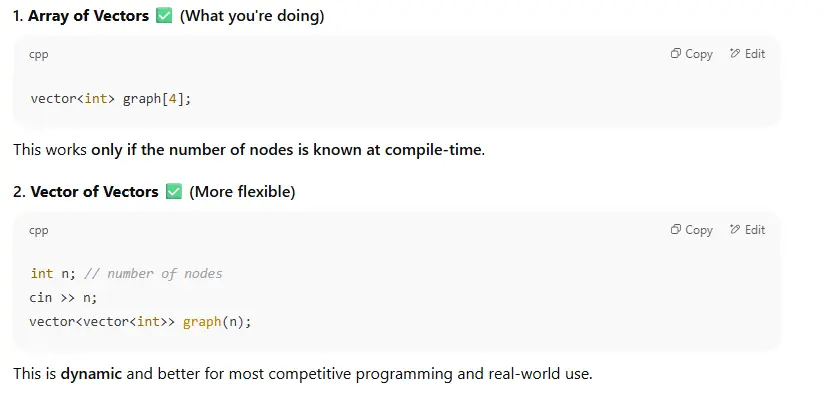 1. Array of Vectors ✅ (What you're doing)
cpp Copy Edit
vector<int> graph[4];
This works only if the number of nodes is known at compile-time.
2. Vector of Vectors ✅ (More flexible)
cpp Copy Edit
int n; // number of nodes
cin >> n;
vector<vector<int>> graph(n);
This is dynamic and better for most competitive programming and real-world use.